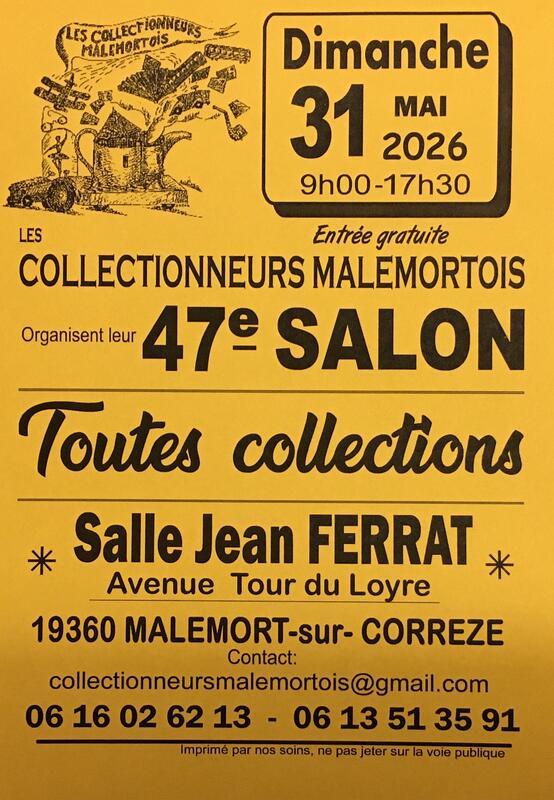 LES COLLECTIONNEURS
MALEMORTOIS
Dimanche
31 MAI
2026
9h00-17h30
Entrée gratuite
LES
COLLECTIONNEURS MALEMORTOIS
Organisent leur 47e SALON
Toutes collections
Salle Jean FERRAT
Avenue Tour du Loyre
19360 MALEMORT-sur- CORREZE
Contact:
collectionneursmalemortois@gmail.com
06 16 02 62 13 - 06 13 51 35 91
Imprimé par nos soins, ne pas jeter sur la voie publique